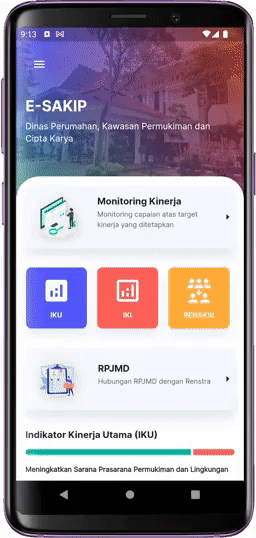 9:13
E-SAKIP
Dinas Perumahan, Kawasan Permukiman dan
Cipta Karya
Monitoring Kinerja
Monitoring capaian atas target
kinerja yang ditetapkan
IKU
IKI
RPJMD
Hubungan RPJMD dengan Renstra
Indikator Kinerja Utama (IKU)
Meningkatkan Sarana Prasarana Permukiman dan Lingkungan